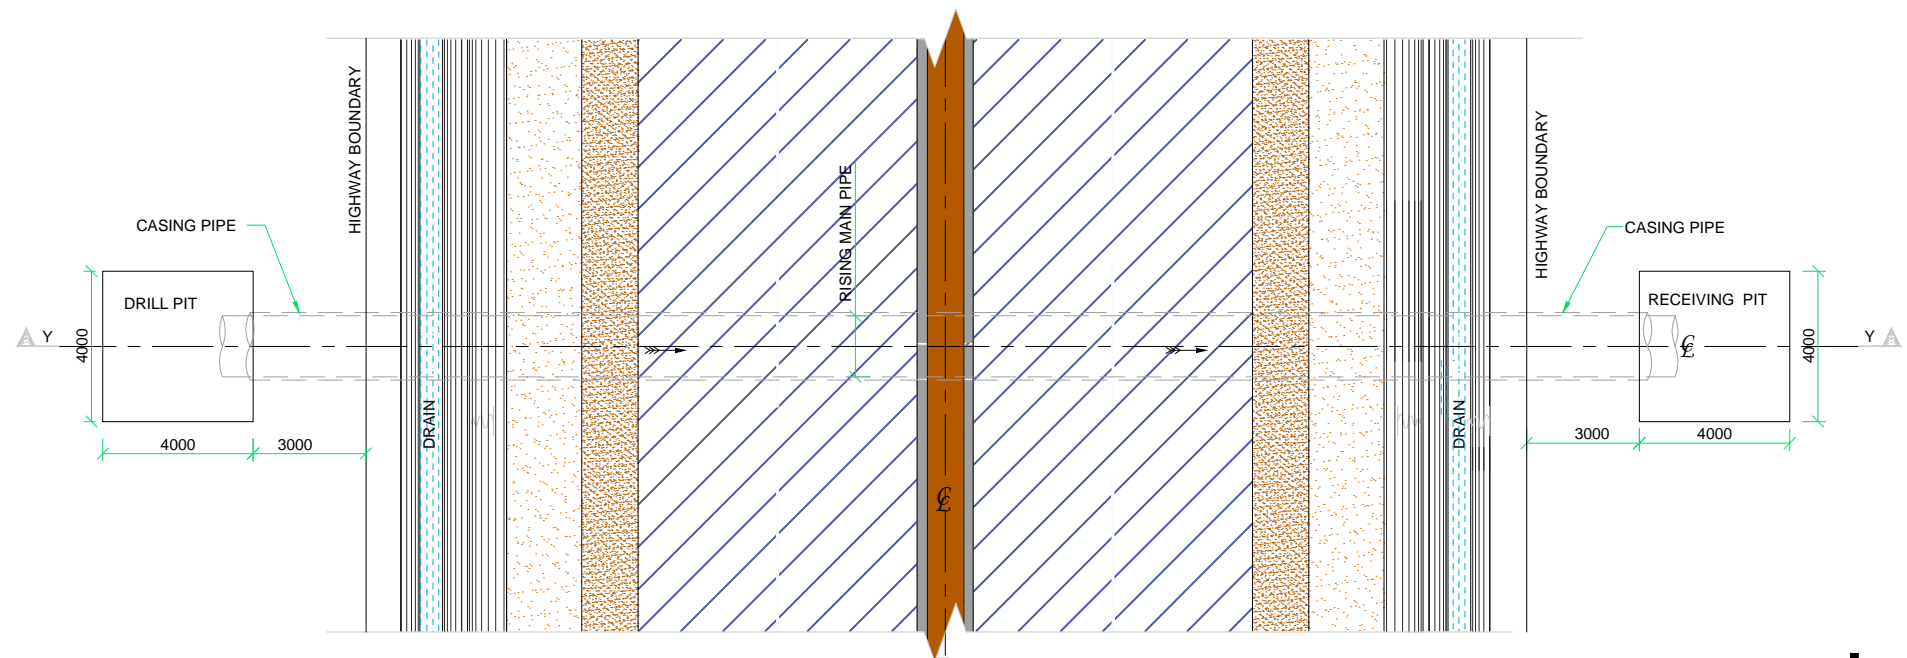 HIGHWAY BOUNDARY
HIGHWAY BOUNDARY
RISING MAIN PIPE
CASING PIPE
CASING PIPE
DRILL PIT
RECEIVING PIT
Y
4000
℄
4000
Y
DRAIN
DRAIN
4000
3000
3000
4000
℄